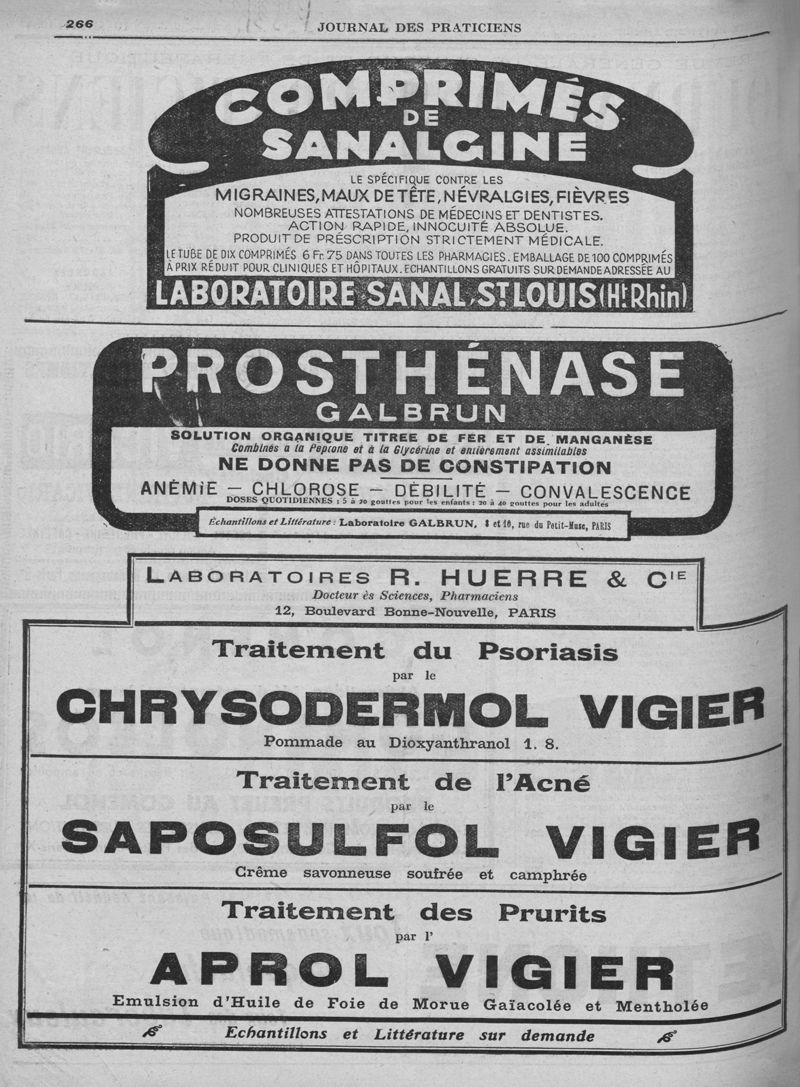 266
JOURNAL DES PRATICIENS
COMPRIMÉS
DE
SANALGINE
LE SPÉCIFIQUE CONTRE LES
MIGRAINES, MAUX DE TÊTE, NÉVRALGIES, FIÈVRES
NOMBREUSES ATTESTATIONS DE MÉDECINS ET DENTISTES.
ACTION RAPIDE, INNOCUITÉ ABSOLUE.
PRODUIT DE PRÉSCRIPTION STRICTEMENT MÉDICALE.
LE TUBE DE DIX COMPRIMÉS 6 Fr. 75 DANS TOUTES LES PHARMACIES. EMBALLAGE DE 100 COMPRIMÉS
À PRIX RÉDUIT POUR CLINIQUES ET HÔPITAUX. ECHANTILLONS GRATUITS SUR DEMANDE ADRESSÉE AU
LABORATOIRE SANAL, ST LOUIS (Ht. Rhin)
PROSTHÉNASE
GALBRUN
SOLUTION ORGANIQUE TITREE DE FER ET DE MANGANÈSE
Combinés a la Peptone et à la Glycérine et entièrement assimilables
NE DONNE PAS DE CONSTIPATION
ANÉMIE — CHLOROSE — DÉBILITÉ — CONVALESCENCE
DOSES QUOTIDIENNES : 5 à 20 gouttes pour les enfants ; 20 à 40 gouttes pour les adultes
Échantillons et Littérature : Laboratoire GALBRUN, 8 et 10, rue du Petit-Musc, PARIS
LABORATOIRES R. HUERRE & CIE
Docteur ès Sciences, Pharmaciens
12, Boulevard Bonne-Nouvelle, PARIS
Traitement du Psoriasis
par le
CHRYSODERMOL VIGIER
Pommade au Dioxyanthranol 1. 8.
Traitement de l'Acné
par le
SAPOSULFOL VIGIER
Crême savonneuse soufrée et camphrée
Traitement des Prurits
par l'
APROL VIGIER
Emulsion d'Huile de Foie de Morue Gaïacolée et Mentholée
Echantillons et Littérature sur demande